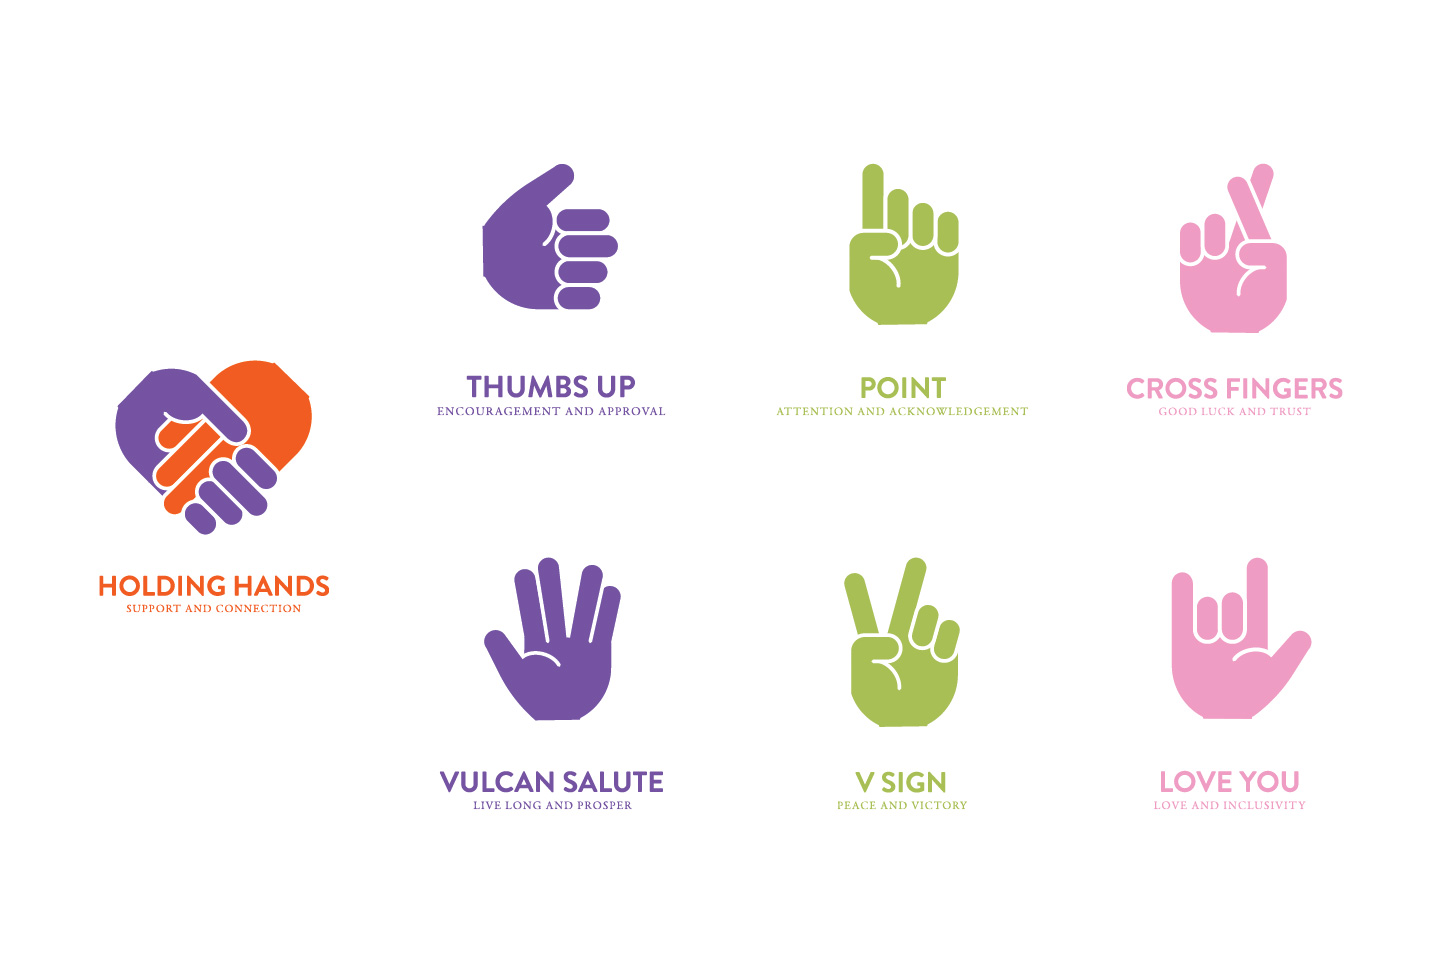 THUMBS UP
ENCOURAGEMENT AND APPROVAL
POINT
ATTENTION AND ACKNOWLEDGEMENT
CROSS FINGERS
GOOD LUCK AND TRUST
HOLDING HANDS
SUPPORT AND CONNECTION
VULCAN SALUTE
LIVE LONG AND PROSPER
V SIGN
PEACE AND VICTORY
LOVE YOU
LOVE AND INCLUSIVITY